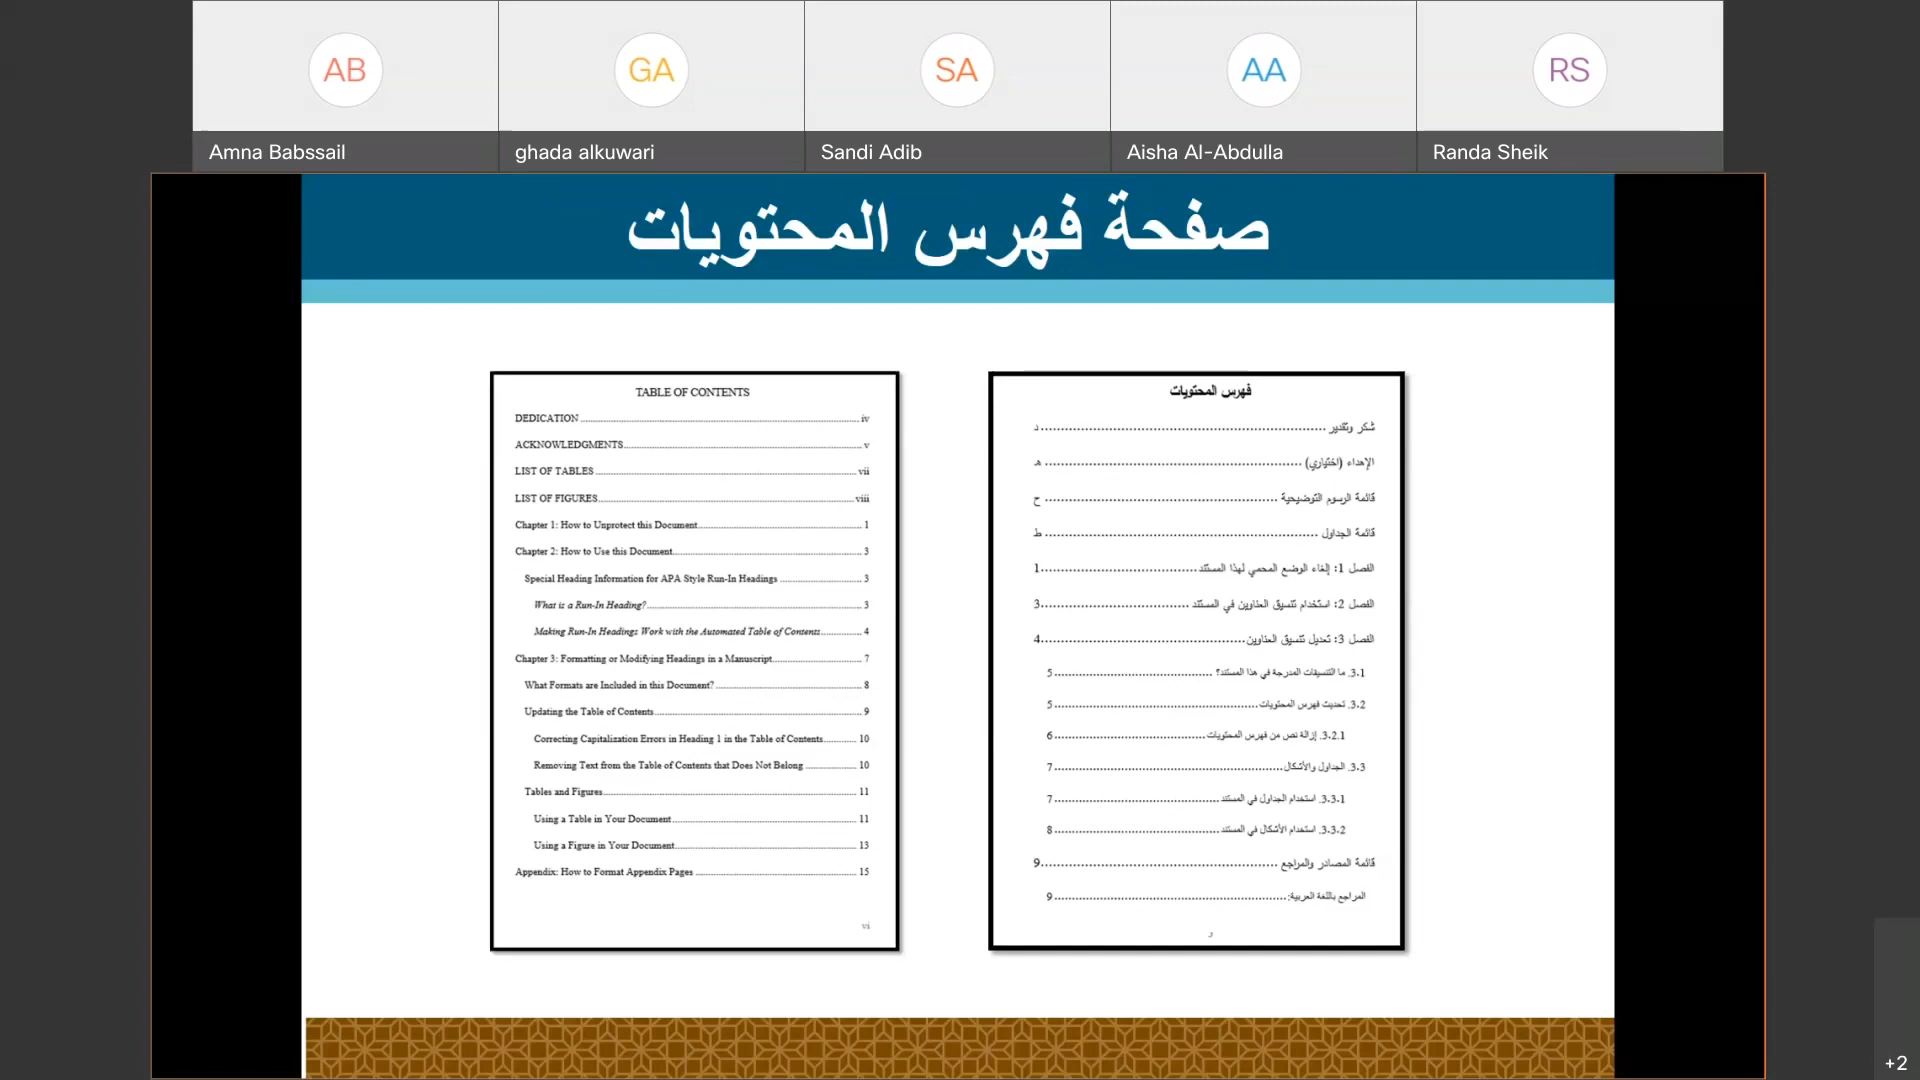 AB
GA
SA
AA
RS
Amna Babssail
ghada alkuwari
Sandi Adib
Aisha Al-Abdulla
Randa Sheik
صفحة فهرس المحتويات
TABLE OF CONTENTS
DEDICATION ........ iv
ACKNOWLEDGMENTS ........ v
LIST OF TABLES ........ vii
LIST OF FIGURES ........ viii
Chapter 1: How to Unprotect this Document ........ 1
Chapter 2: How to Use this Document ........ 3
Special Heading Information for APA Style Run-In Headings ........ 3
What is a Run-In Heading? ........ 3
Making Run-In Headings Work with the Automated Table of Contents ........ 4
Chapter 3: Formatting or Modifying Headings in a Manuscript ........ 7
What Formats are Included in this Document? ........ 8
Updating the Table of Contents ........ 9
Correcting Capitalization Errors in Heading 1 in the Table of Contents ........ 10
Removing Text from the Table of Contents that Does Not Belong ........ 10
Tables and Figures ........ 11
Using a Table in Your Document ........ 11
Using a Figure in Your Document ........ 13
Appendix: How to Format Appendix Pages ........ 15
vi
فهرس المحتويات
شكر وتقدير ........ د
الإهداء (اختياري) ........ هـ
قائمة الرسوم التوضيحية ........ ح
قائمة الجداول ........ ط
الفصل 1: إلغاء الوضع المحمي لهذا المستند ........ 1
الفصل 2: استخدام تنسيق العناوين في المستند ........ 3
الفصل 3: تعديل تنسيق العناوين ........ 4
3.1. ما التنسيقات المدرجة في هذا المستند؟ ........ 5
3.2. تحديث فهرس المحتويات ........ 5
3.2.1. إزالة نص من فهرس المحتويات ........ 6
3.3. الجداول والأشكال ........ 7
3.3.1. استخدام الجداول في المستند ........ 7
3.3.2. استخدام الأشكال في المستند ........ 8
قائمة المصادر والمراجع ........ 9
المراجع باللغة العربية: ........ 9
+2